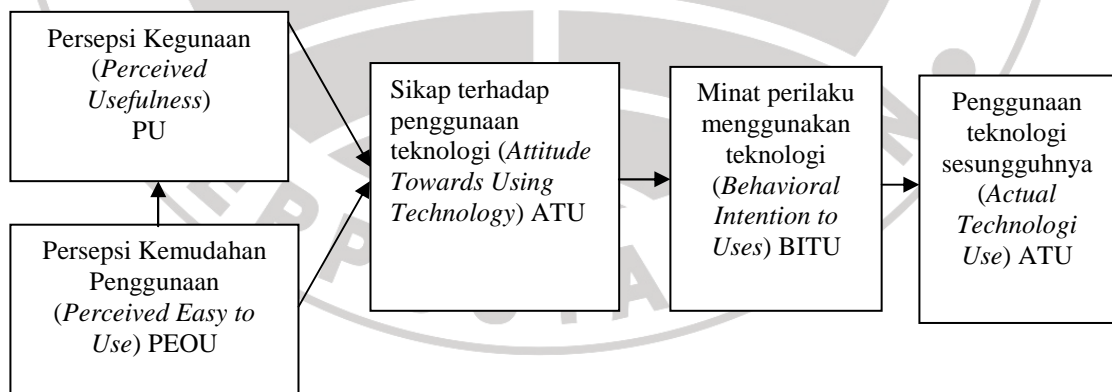 Persepsi Kegunaan
(Perceived
Usefulness)
PU
Persepsi Kemudahan
Penggunaan
(Perceived Easy to
Use) PEOU
Sikap terhadap
penggunaan
teknologi (Attitude
Towards Using
Technology) ATU
Minat perilaku
menggunakan
teknologi
(Behavioral
Intention to
Uses) BITU
Penggunaan
teknologi
sesungguhnya
(Actual
Technologi
Use) ATU